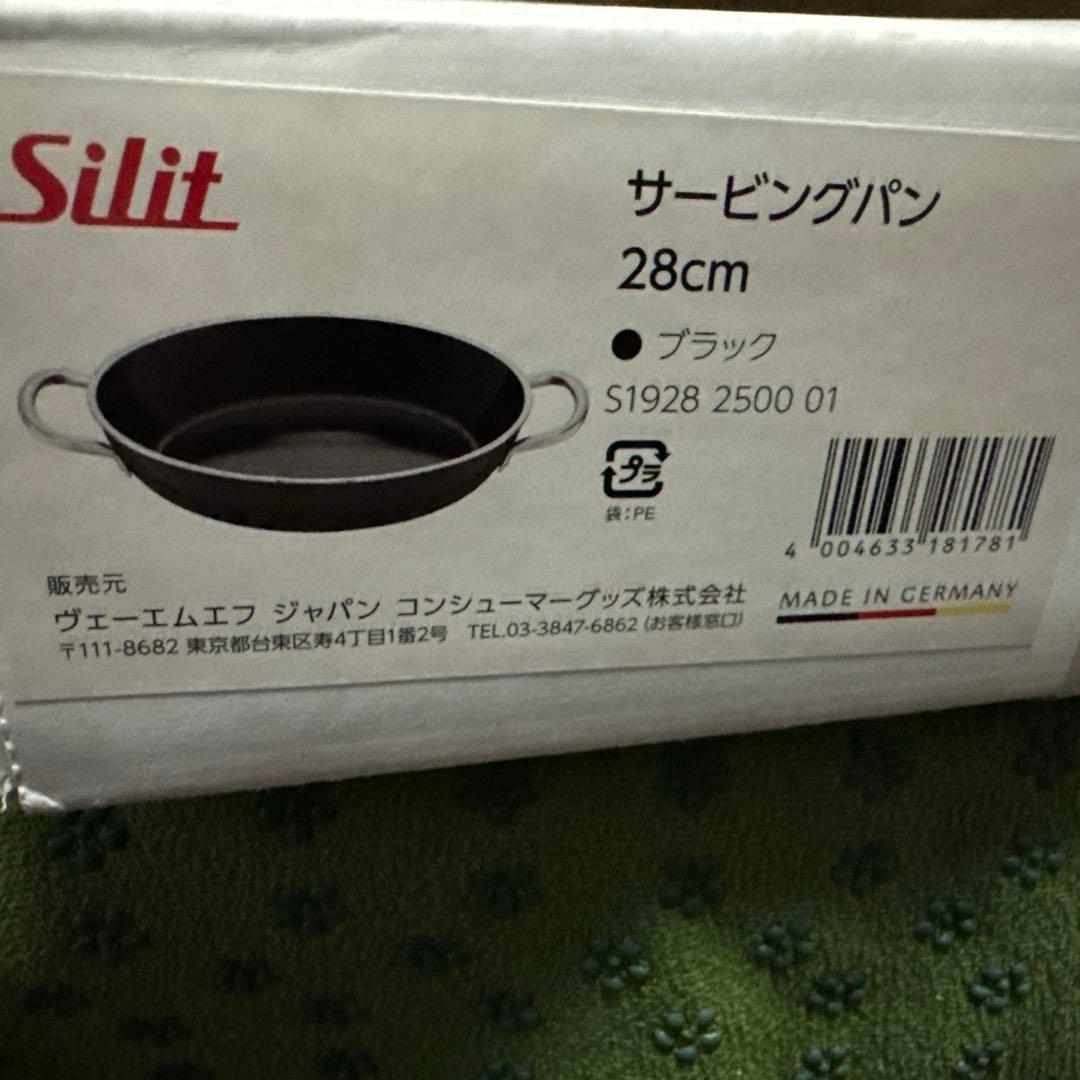 Silit
サービングパン
28cm
● ブラック
S1928 2500 01
プラ
袋:PE
4 004633 181781
販売元
ヴェーエムエフ ジャパン コンシューマーグッズ株式会社
〒111-8682 東京都台東区寿4丁目1番2号 TEL.03-3847-6862 (お客様窓口)
MADE IN GERMANY